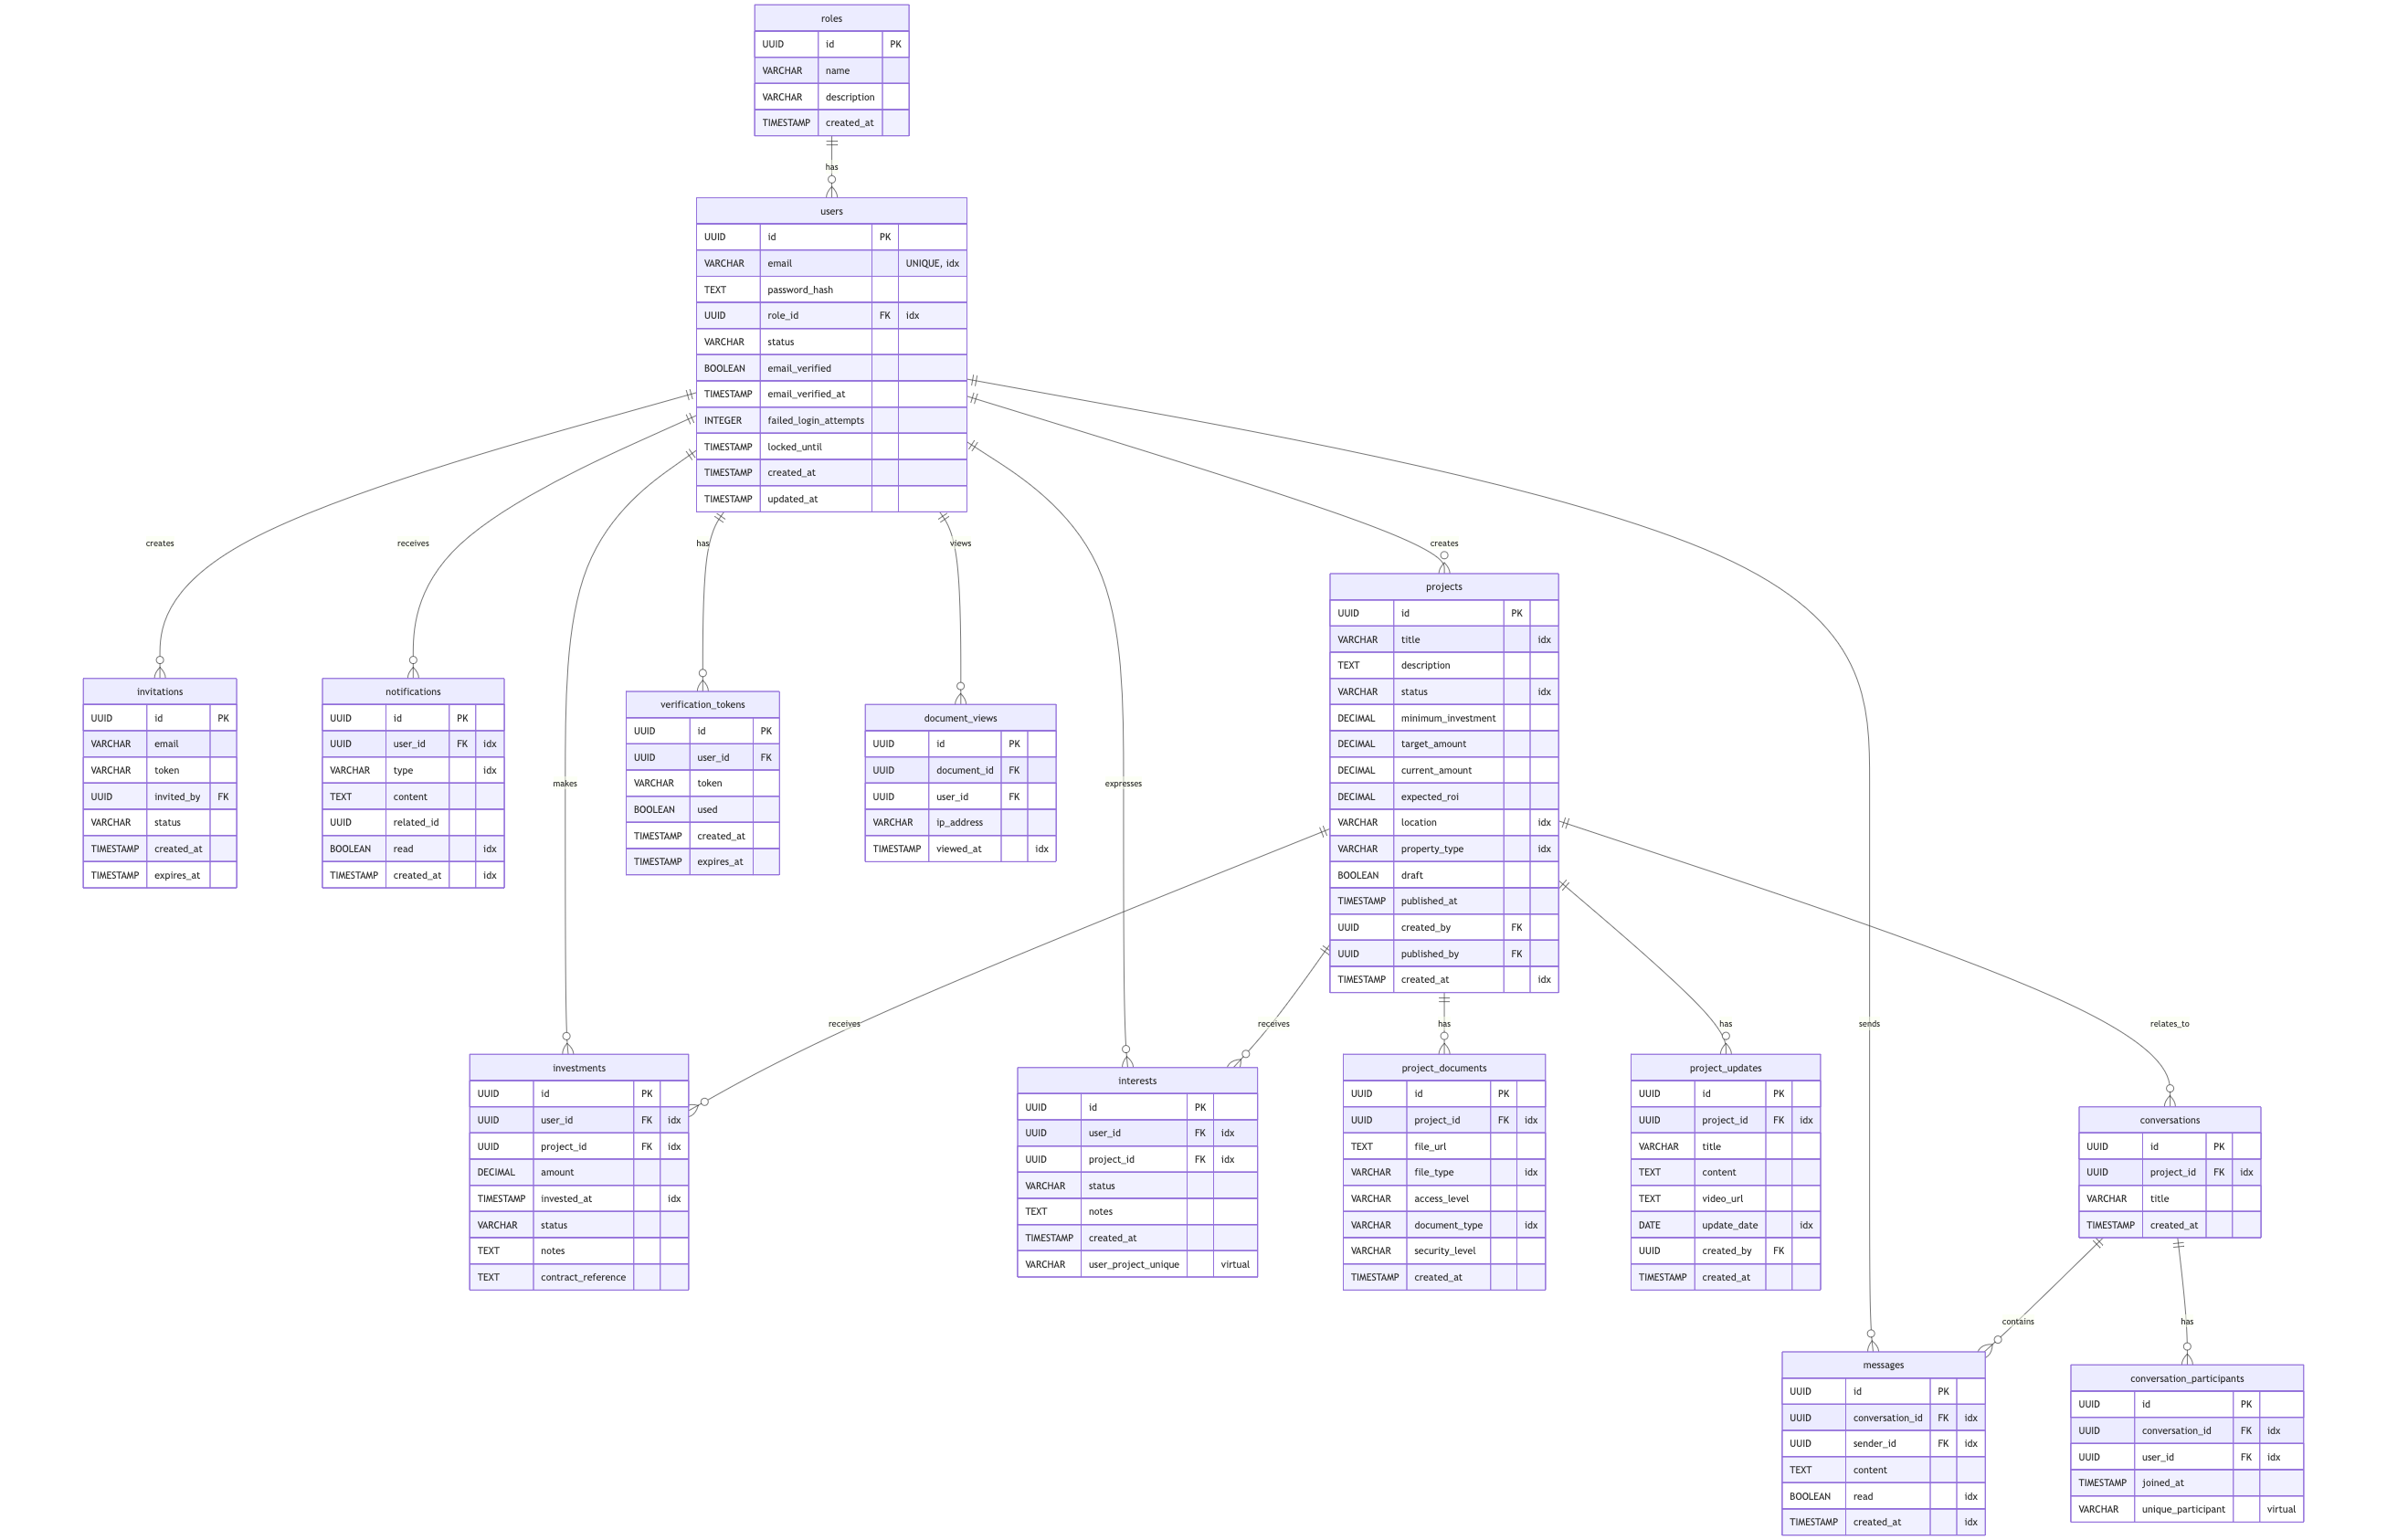 roles
UUID id PK
VARCHAR name
VARCHAR description
TIMESTAMP created_at
has
users
UUID id PK
VARCHAR email UNIQUE, idx
TEXT password_hash
UUID role_id FK idx
VARCHAR status
BOOLEAN email_verified
TIMESTAMP email_verified_at
INTEGER failed_login_attempts
TIMESTAMP locked_until
TIMESTAMP created_at
TIMESTAMP updated_at
creates
receives
has
views
creates
makes
expresses
sends
invitations
UUID id PK
VARCHAR email
VARCHAR token
UUID invited_by FK
VARCHAR status
TIMESTAMP created_at
TIMESTAMP expires_at
notifications
UUID id PK
UUID user_id FK idx
VARCHAR type idx
TEXT content
UUID related_id
BOOLEAN read idx
TIMESTAMP created_at idx
verification_tokens
UUID id PK
UUID user_id FK
VARCHAR token
BOOLEAN used
TIMESTAMP created_at
TIMESTAMP expires_at
document_views
UUID id PK
UUID document_id FK
UUID user_id FK
VARCHAR ip_address
TIMESTAMP viewed_at idx
projects
UUID id PK
VARCHAR title idx
TEXT description
VARCHAR status idx
DECIMAL minimum_investment
DECIMAL target_amount
DECIMAL current_amount
DECIMAL expected_roi
VARCHAR location idx
VARCHAR property_type idx
BOOLEAN draft
TIMESTAMP published_at
UUID created_by FK
UUID published_by FK
TIMESTAMP created_at idx
receives
receives
has
has
relates_to
investments
UUID id PK
UUID user_id FK idx
UUID project_id FK idx
DECIMAL amount
TIMESTAMP invested_at idx
VARCHAR status
TEXT notes
TEXT contract_reference
interests
UUID id PK
UUID user_id FK idx
UUID project_id FK idx
VARCHAR status
TEXT notes
TIMESTAMP created_at
VARCHAR user_project_unique virtual
project_documents
UUID id PK
UUID project_id FK idx
TEXT file_url
VARCHAR file_type idx
VARCHAR access_level
VARCHAR document_type idx
VARCHAR security_level
TIMESTAMP created_at
project_updates
UUID id PK
UUID project_id FK idx
VARCHAR title
TEXT content
TEXT video_url
DATE update_date idx
UUID created_by FK
TIMESTAMP created_at
conversations
UUID id PK
UUID project_id FK idx
VARCHAR title
TIMESTAMP created_at
contains
has
messages
UUID id PK
UUID conversation_id FK idx
UUID sender_id FK idx
TEXT content
BOOLEAN read idx
TIMESTAMP created_at idx
conversation_participants
UUID id PK
UUID conversation_id FK idx
UUID user_id FK idx
TIMESTAMP joined_at
VARCHAR unique_participant virtual